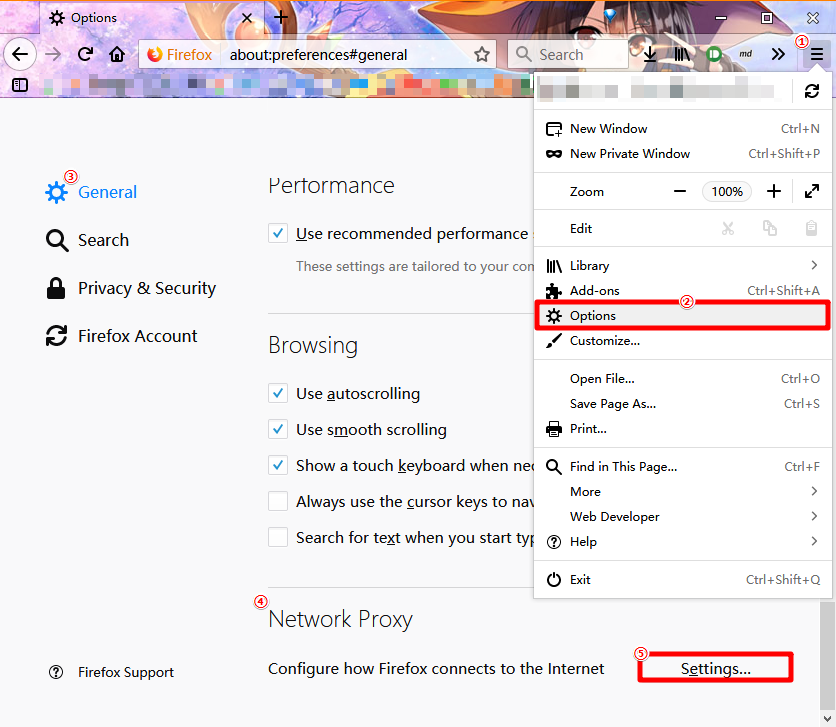 Options
Firefox about:preferences#general
Search
md
①
New Window Ctrl+N
New Private Window Ctrl+Shift+P
Zoom 100%
Edit
Library
Add-ons Ctrl+Shift+A
②
Options
Customize...
Open File... Ctrl+O
Save Page As... Ctrl+S
Print...
Find in This Page... Ctrl+F
More
Web Developer
Help
Exit Ctrl+Shift+Q
③
General
Search
Privacy & Security
Firefox Account
Firefox Support
Performance
Use recommended performance
These settings are tailored to your
Browsing
Use autoscrolling
Use smooth scrolling
Show a touch keyboard when
Always use the cursor keys to
Search for text when you start
④
Network Proxy
Configure how Firefox connects to the Internet
⑤
Settings...